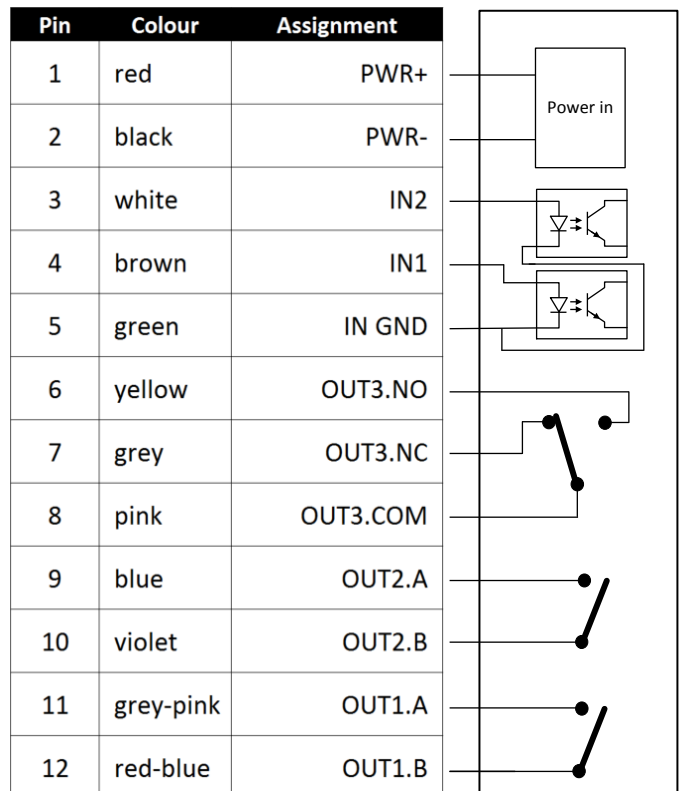 Pin Colour Assignment
1 red PWR+
Power in
2 black PWR-
3 white IN2
4 brown IN1
5 green IN GND
6 yellow OUT3.NO
7 grey OUT3.NC
8 pink OUT3.COM
9 blue OUT2.A
10 violet OUT2.B
11 grey-pink OUT1.A
12 red-blue OUT1.B